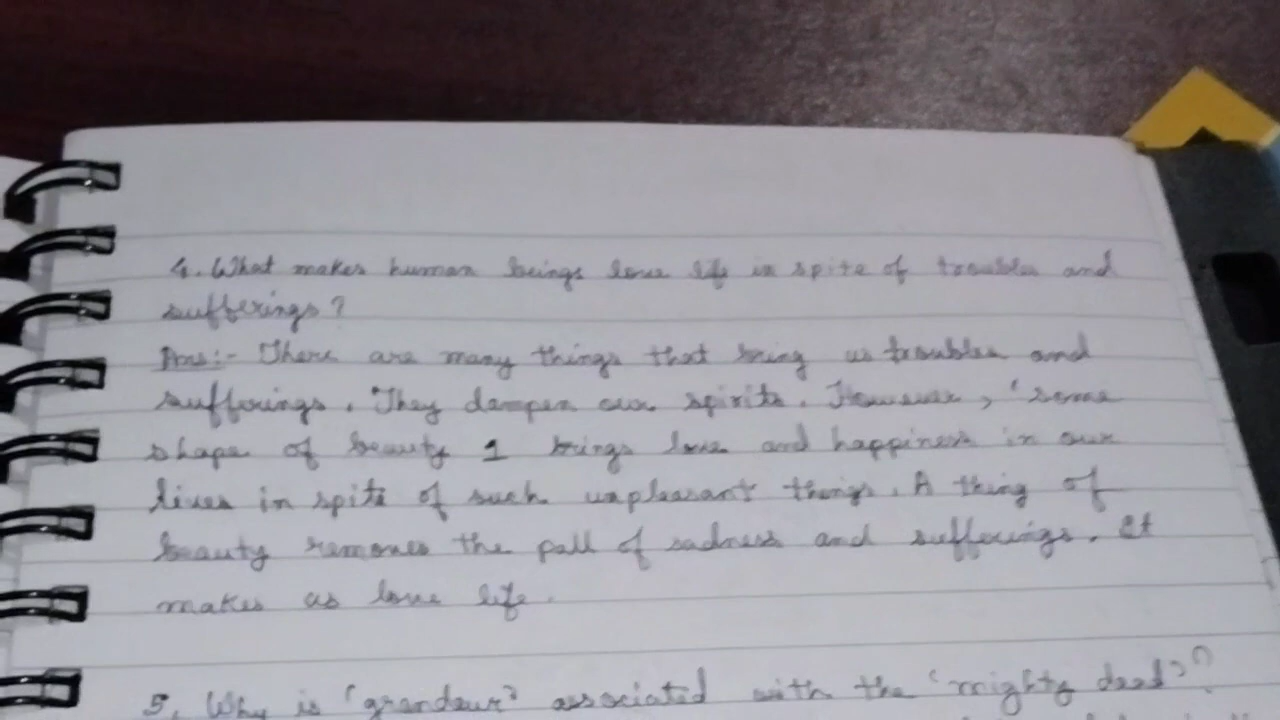 4. What makes human beings love life in spite of troubles and
sufferings?
Ans:- There are many things that bring us troubles and
sufferings. They dampen our spirits. However, 'some
shape of beauty 1 brings love and happiness in our
lives in spite of such unpleasant things. A thing of
beauty removes the pall of sadness and sufferings. It
makes us love life.
5. Why is 'grandeur' associated with the 'mighty dead'?